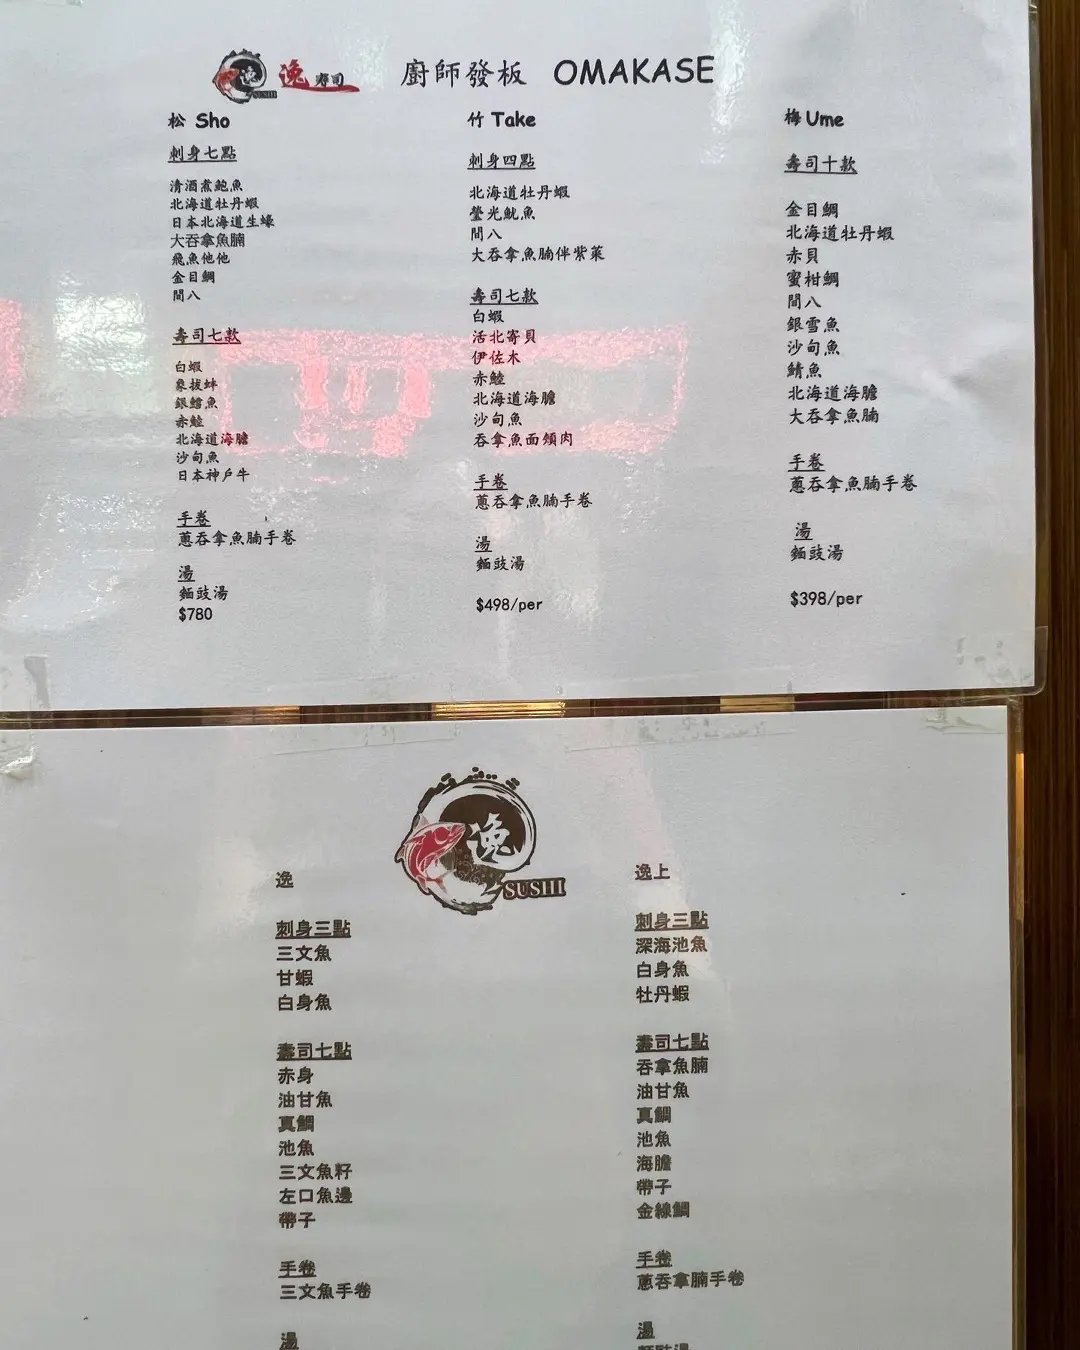 逸 SUSHI 逸 壽司 廚師發板 OMAKASE
松 Sho
刺身七點
清酒煮鮑魚
北海道牡丹蝦
日本北海道生蠔
大吞拿魚腩
飛魚他他
金目鯛
間八
壽司七款
白蝦
象拔蚌
銀鱈魚
赤鯥
北海道海膽
沙甸魚
日本神戶牛
手卷
蔥吞拿魚腩手卷
湯
麵豉湯
$780
竹 Take
刺身四點
北海道牡丹蝦
螢光魷魚
間八
大吞拿魚腩伴紫菜
壽司七款
白蝦
活北寄貝
伊佐木
赤鯥
北海道海膽
沙甸魚
吞拿魚面頰肉
手卷
蔥吞拿魚腩手卷
湯
麵豉湯
$498/per
梅 Ume
壽司十款
金目鯛
北海道牡丹蝦
赤貝
蜜柑鯛
間八
銀雪魚
沙甸魚
鯖魚
北海道海膽
大吞拿魚腩
手卷
蔥吞拿魚腩手卷
湯
麵豉湯
$398/per
逸 SUSHI
逸
刺身三點
三文魚
甘蝦
白身魚
壽司七點
赤身
油甘魚
真鯛
池魚
三文魚籽
左口魚邊
帶子
手卷
三文魚手卷
湯
逸上
刺身三點
深海池魚
白身魚
牡丹蝦
壽司七點
吞拿魚腩
油甘魚
真鯛
池魚
海膽
帶子
金線鯛
手卷
蔥吞拿腩手卷
湯